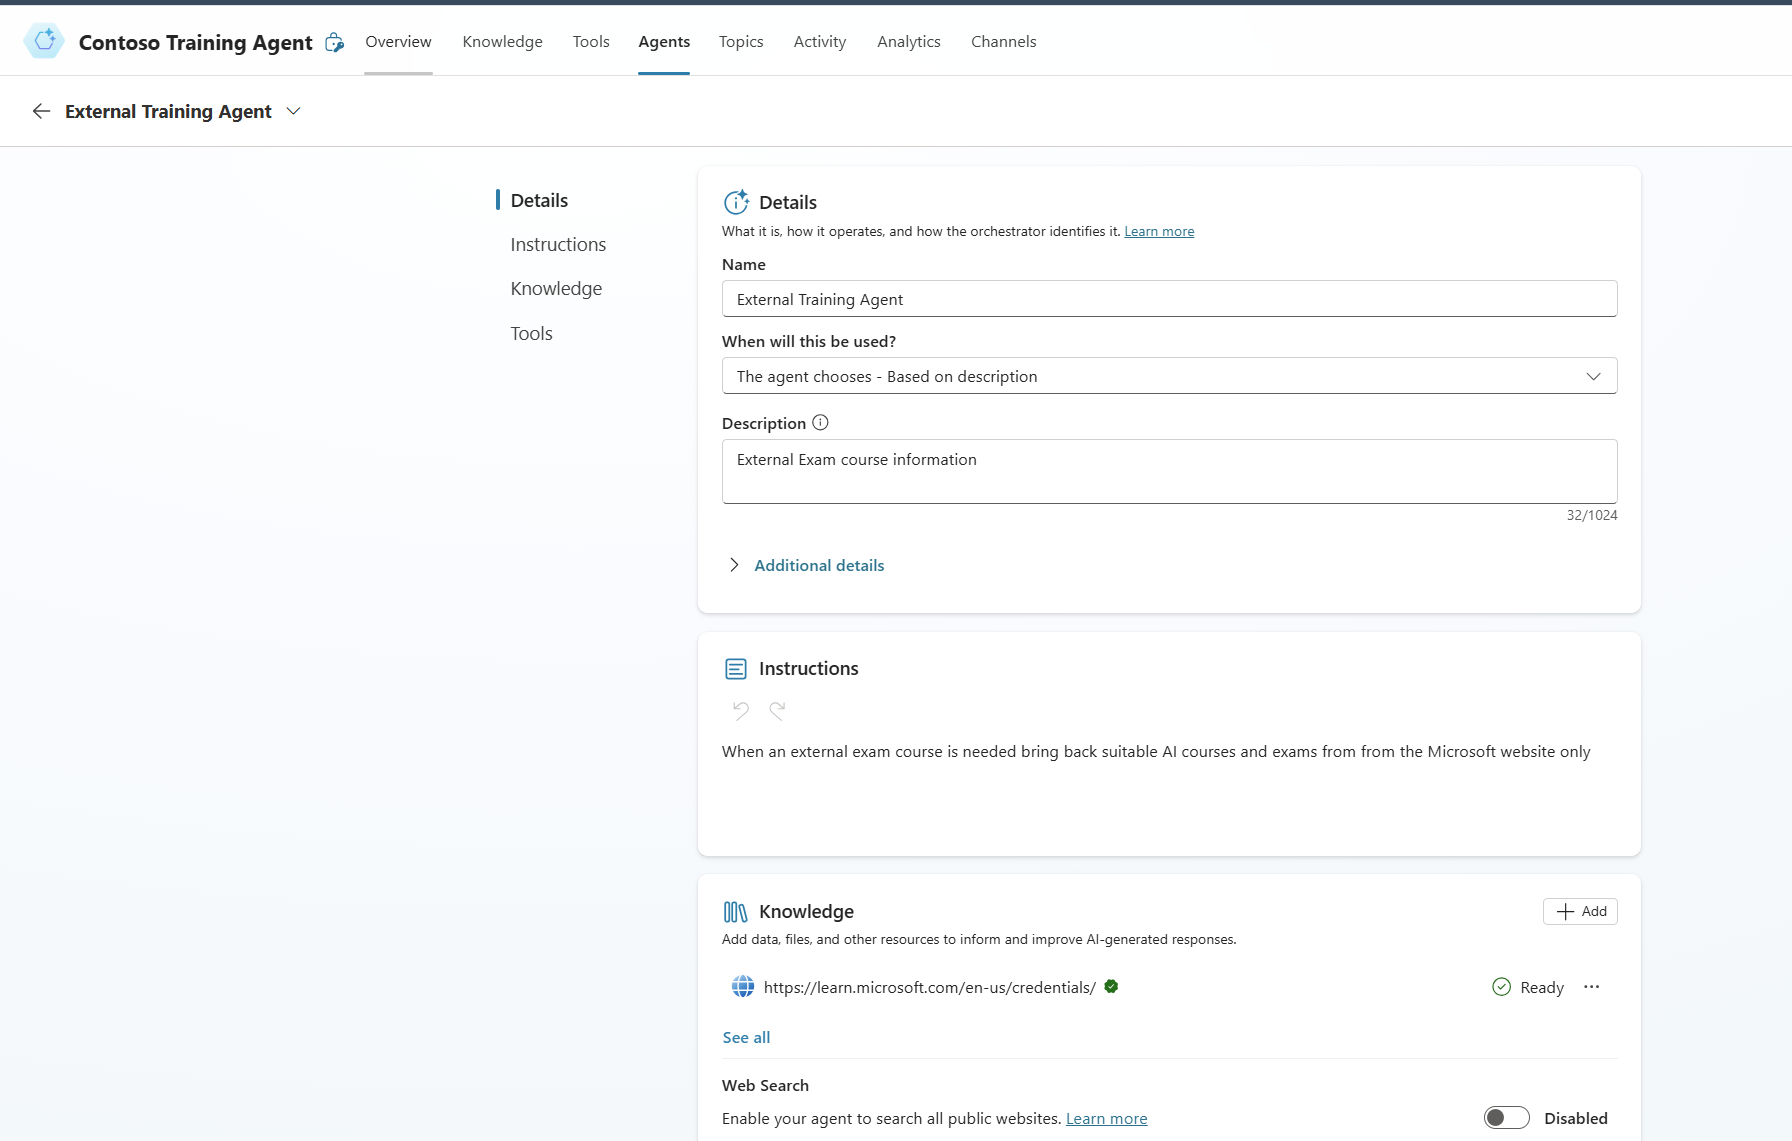 Contoso Training Agent
Overview
Knowledge
Tools
Agents
Topics
Activity
Analytics
Channels
External Training Agent
Details
Instructions
Knowledge
Tools
Details
What it is, how it operates, and how the orchestrator identifies it. Learn more
Name
External Training Agent
When will this be used?
The agent chooses - Based on description
Description
External Exam course information
32/1024
Additional details
Instructions
When an external exam course is needed bring back suitable AI courses and exams from from the Microsoft website only
Knowledge
Add
Add data, files, and other resources to inform and improve AI-generated responses.
https://learn.microsoft.com/en-us/credentials/
Ready
See all
Web Search
Enable your agent to search all public websites. Learn more
Disabled